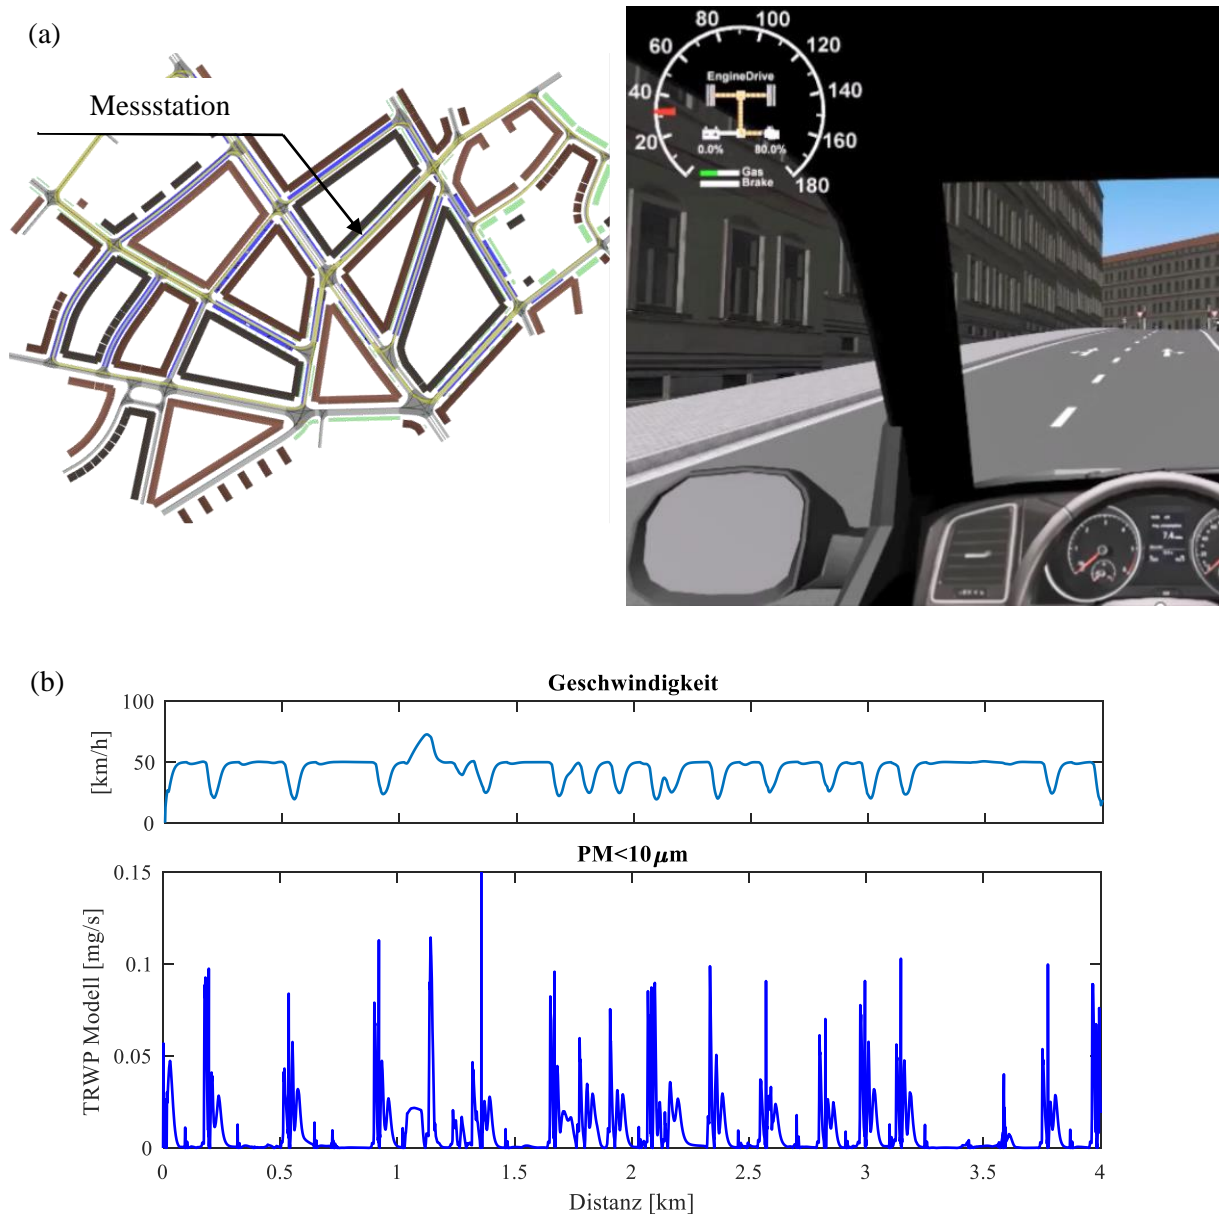 (a)
Messstation
80 100
60 120
EngineDrive
40 140
20 160
0.0% 80.0%
Gas
Brake
180
7.4
(b)
Geschwindigkeit
100
50
0
[km/h]
PM<10μm
0.15
0.1
0.05
0
TRWP Modell [mg/s]
0 0.5 1 1.5 2 2.5 3 3.5 4
Distanz [km]